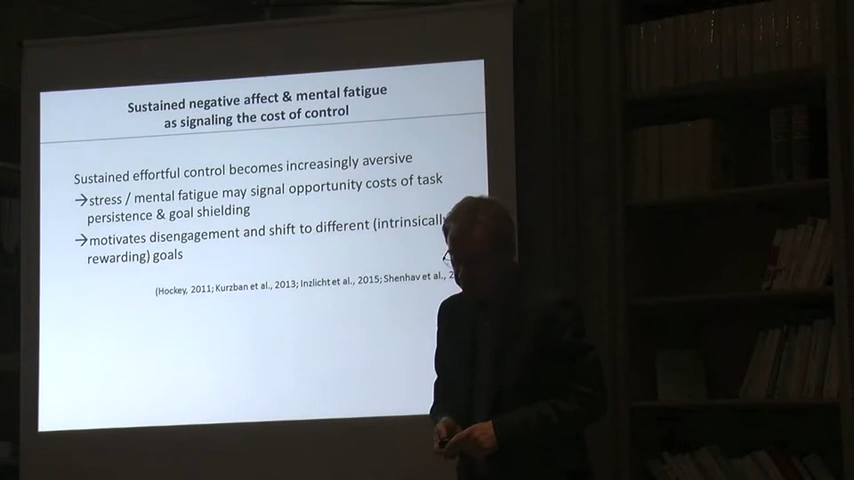 Sustained negative affect & mental fatigue
as signaling the cost of control
Sustained effortful control becomes increasingly aversive
→stress / mental fatigue may signal opportunity costs of task
persistence & goal shielding
→motivates disengagement and shift to different (intrinsically
rewarding) goals
(Hockey, 2011; Kurzban et al., 2013; Inzlicht et al., 2015; Shenhav et al.,